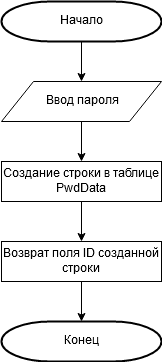 Начало
Ввод пароля
Создание строки в таблице
PwdData
Возврат поля ID созданной
строки
Конец